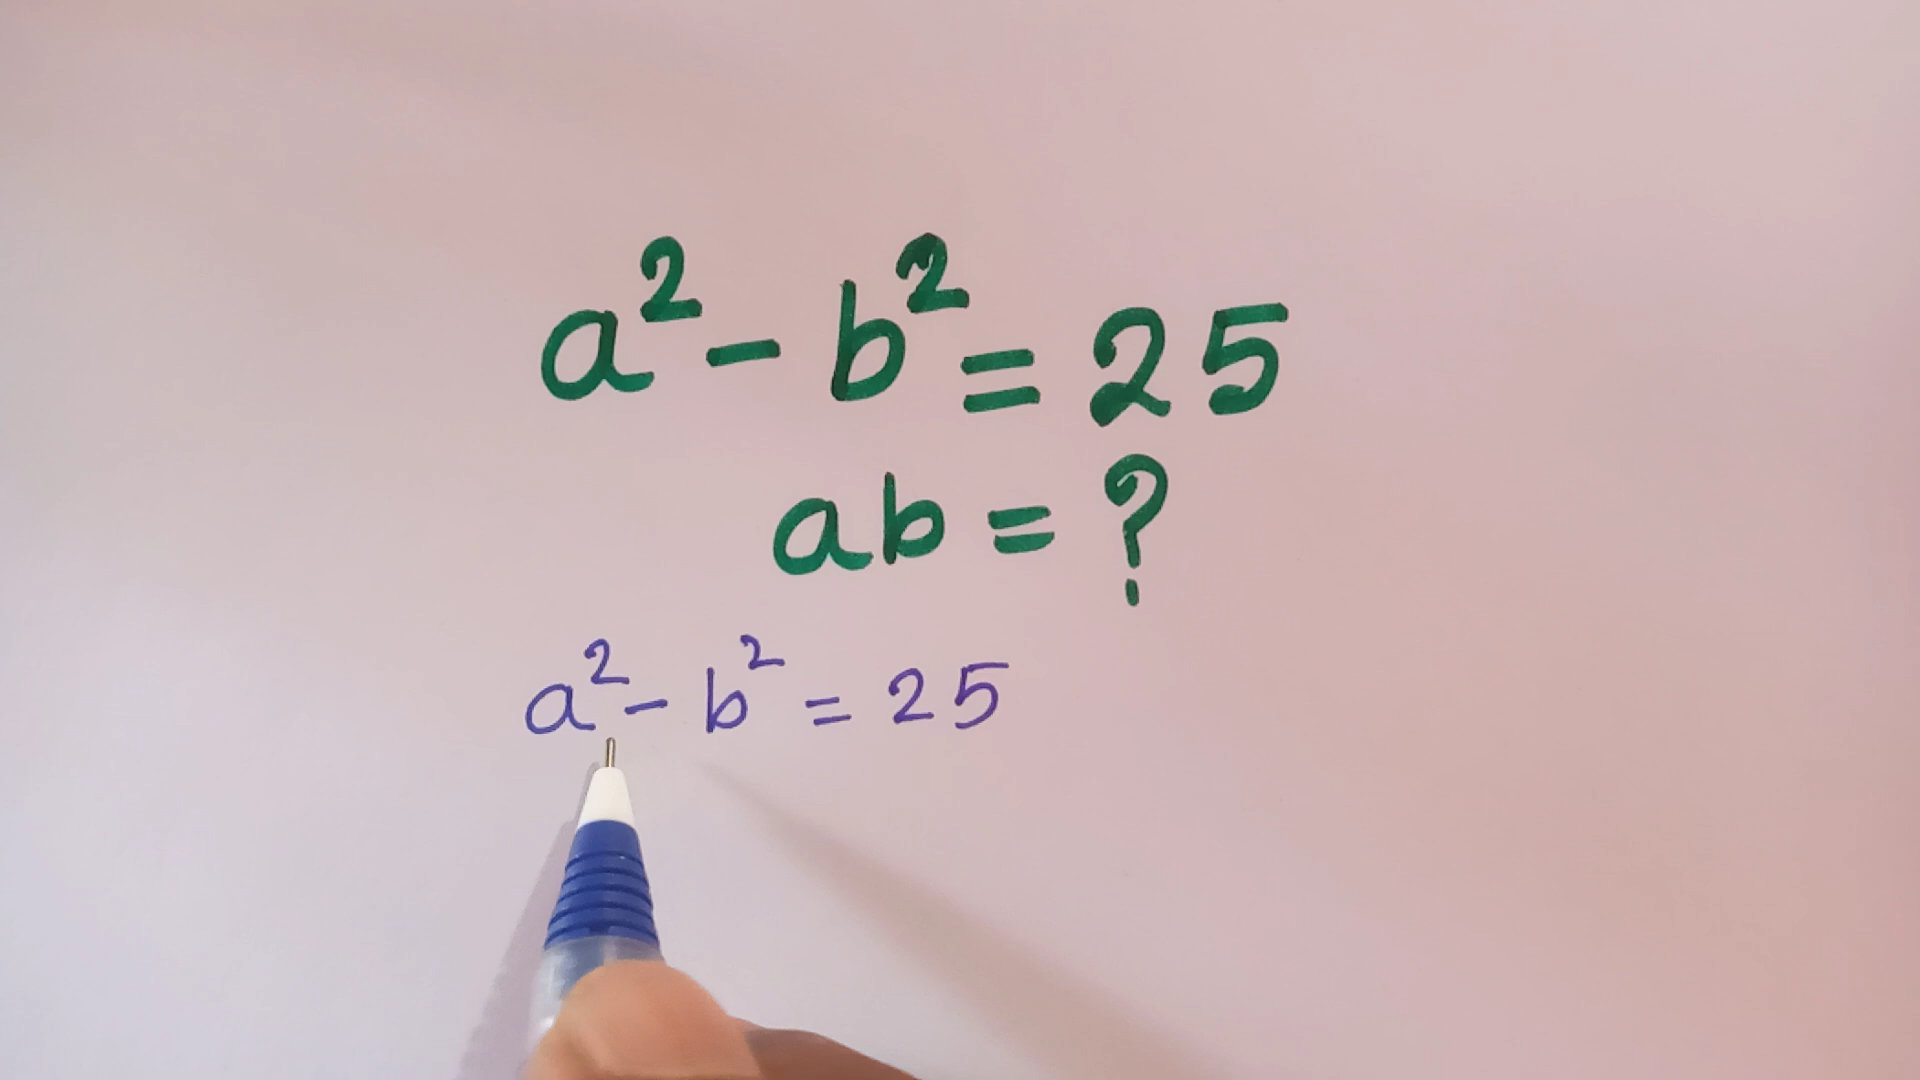 a² - b² = 25
ab = ?
a² - b² = 25